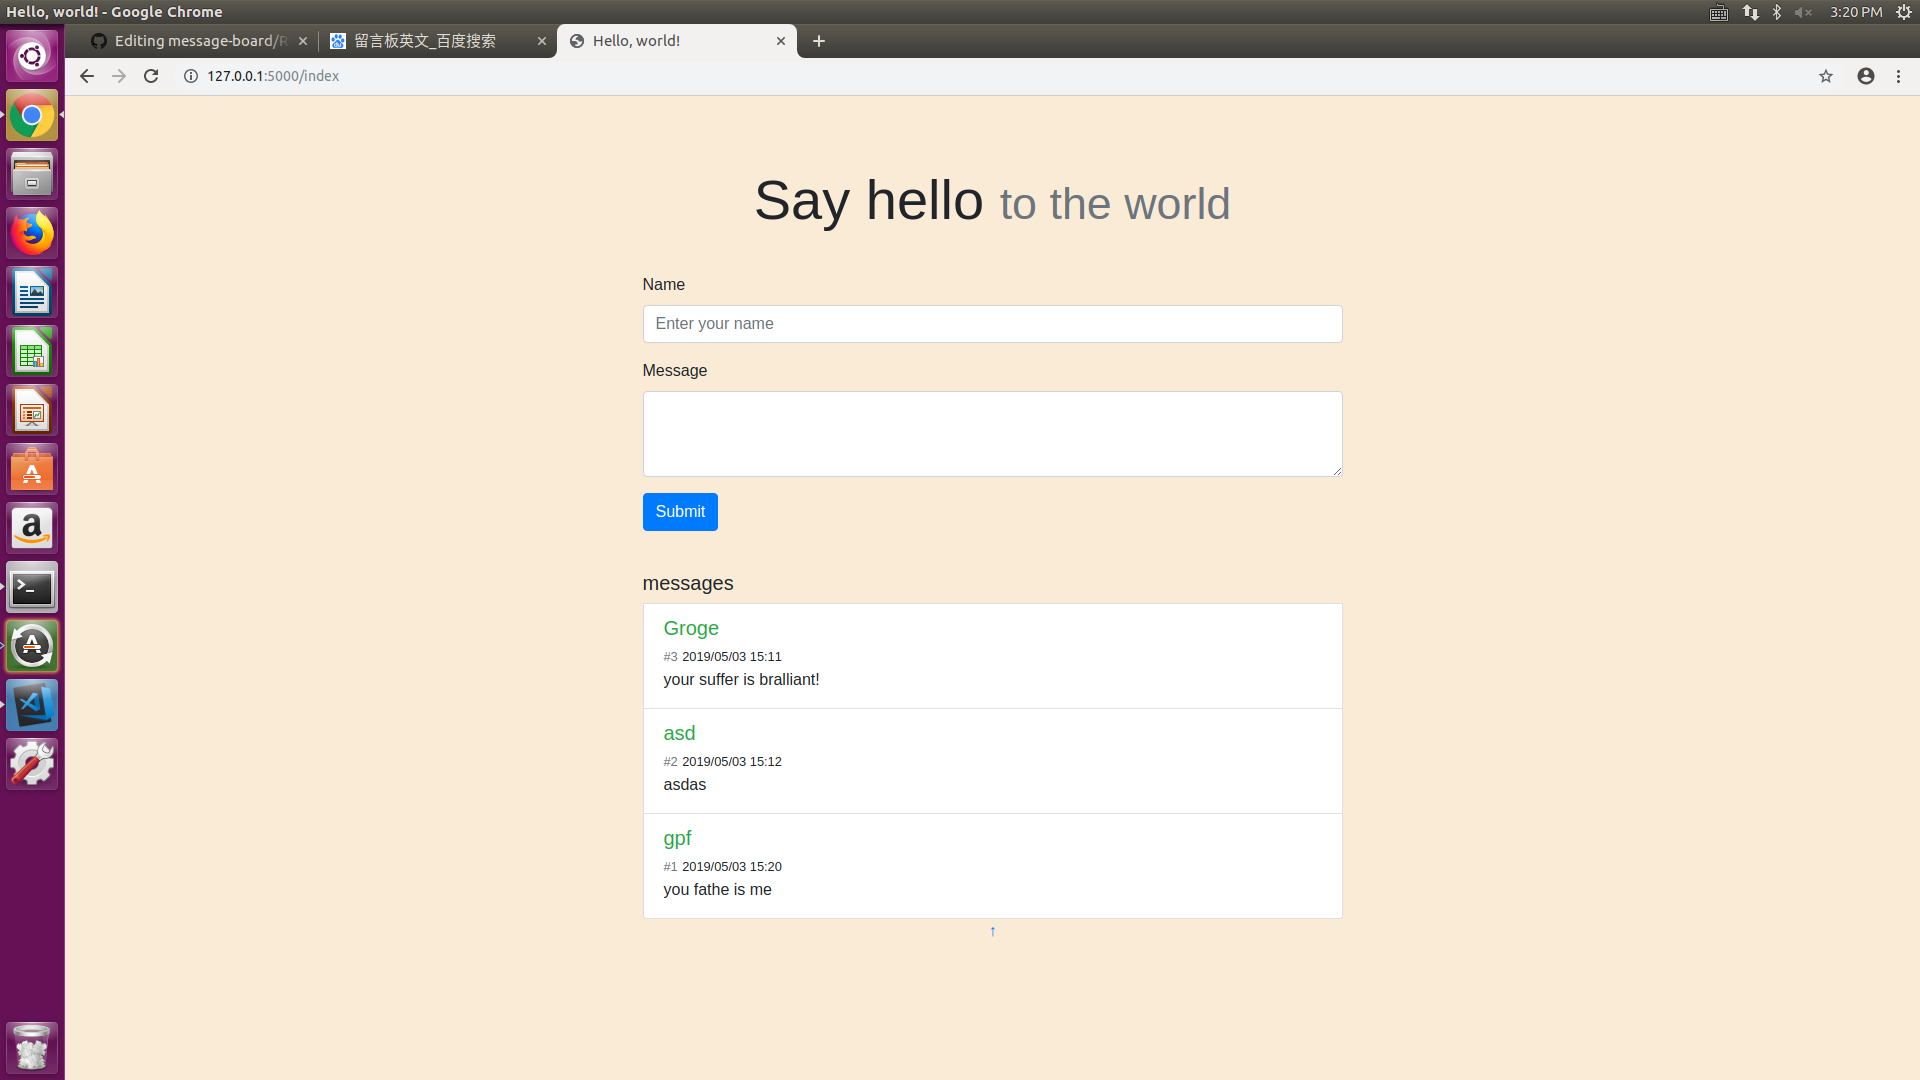 Hello, world! - Google Chrome
3:20 PM
Editing message-board/R
留言板英文_百度搜索
Hello, world!
127.0.0.1:5000/index
Say hello to the world
Name
Enter your name
Message
Submit
messages
Groge
#3 2019/05/03 15:11
your suffer is bralliant!
asd
#2 2019/05/03 15:12
asdas
gpf
#1 2019/05/03 15:20
you fathe is me
↑